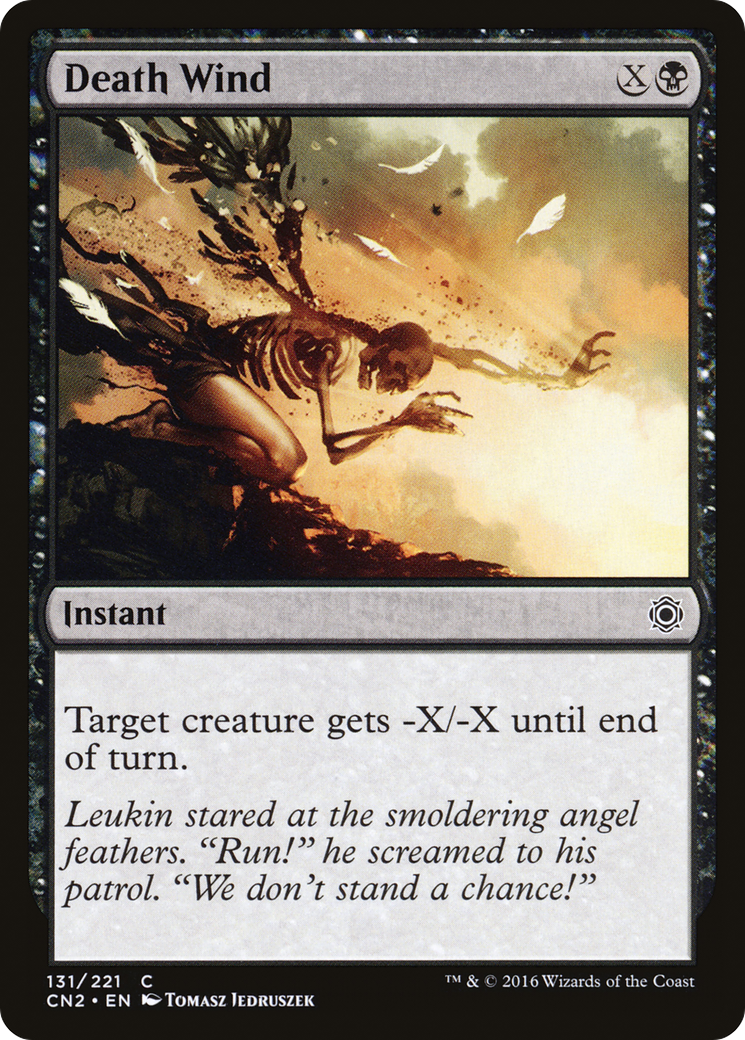 Death Wind X
Instant
Target creature gets -X/-X until end
of turn.
Leukin stared at the smoldering angel
feathers. “Run!” he screamed to his
patrol. “We don’t stand a chance!”
131/221 C
™ & © 2016 Wizards of the Coast
CN2 • EN Tomasz Jedruszek